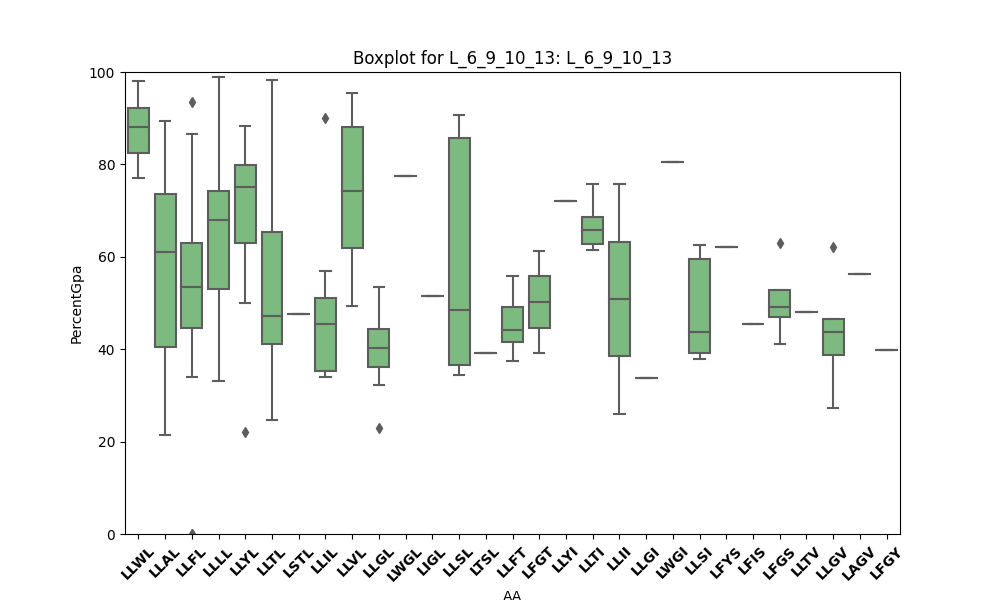 Boxplot for L_6_9_10_13: L_6_9_10_13
PercentGpa
100
80
60
40
20
0
LLWL
LLAL
LLFL
LLLL
LLYL
LLTL
LSTL
LLIL
LLVL
LLGL
LWGL
LIGL
LLSL
LTSL
LLFT
LFGT
LLYI
LLTI
LLII
LLGI
LWGI
LLSI
LFYS
LFIS
LFGS
LLTV
LLGV
LAGV
LFGY
AA